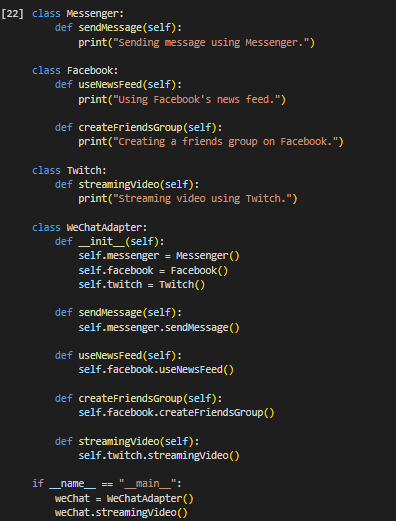 [22] class Messenger:
    def sendMessage(self):
        print("Sending message using Messenger.")

class Facebook:
    def useNewsFeed(self):
        print("Using Facebook's news feed.")

    def createFriendsGroup(self):
        print("Creating a friends group on Facebook.")

class Twitch:
    def streamingVideo(self):
        print("Streaming video using Twitch.")

class WeChatAdapter:
    def __init__(self):
        self.messenger = Messenger()
        self.facebook = Facebook()
        self.twitch = Twitch()

    def sendMessage(self):
        self.messenger.sendMessage()

    def useNewsFeed(self):
        self.facebook.useNewsFeed()

    def createFriendsGroup(self):
        self.facebook.createFriendsGroup()

    def streamingVideo(self):
        self.twitch.streamingVideo()

if __name__ == "__main__":
    weChat = WeChatAdapter()
    weChat.streamingVideo()